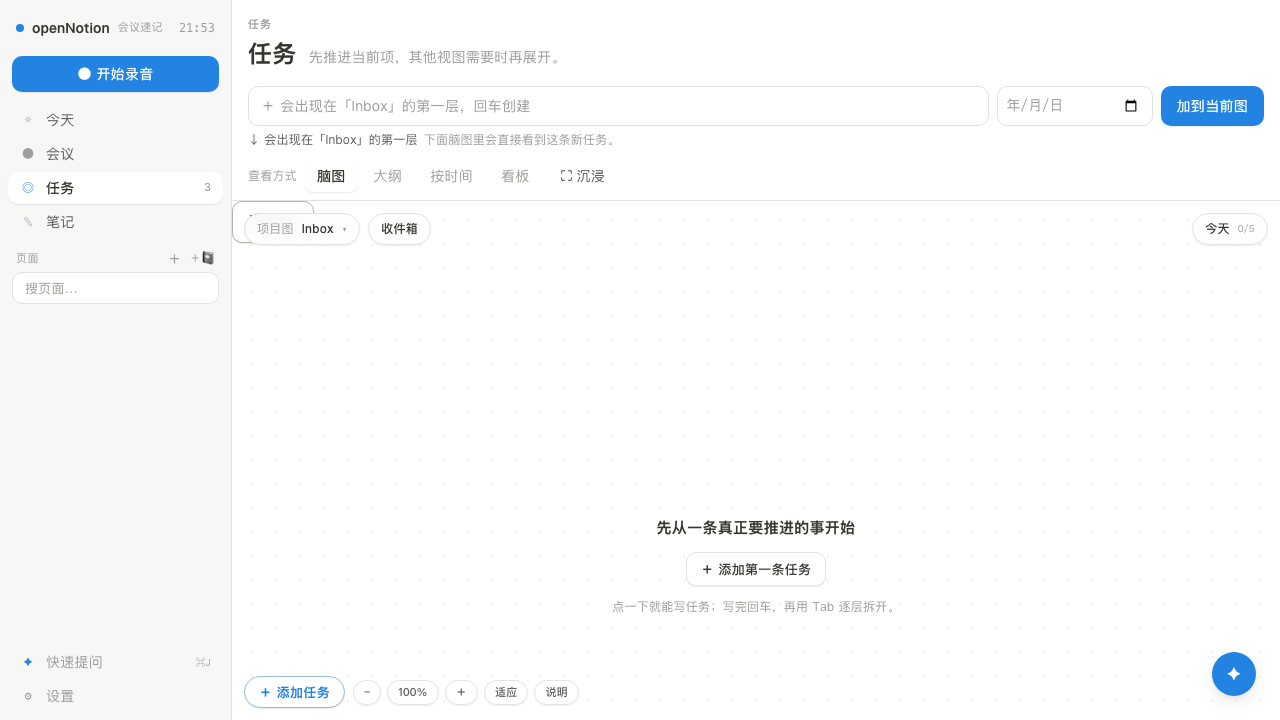 openNotion 会议速记 21:53
开始录音
今天
会议
任务 3
笔记
页面 + +
搜页面...
快速提问 ⌘J
设置
任务
任务 先推进当前项，其他视图需要时再展开。
+ 会出现在「Inbox」的第一层，回车创建
年/月/日
加到当前图
↓ 会出现在「Inbox」的第一层 下面脑图里会直接看到这条新任务。
查看方式 脑图 大纲 按时间 看板 沉浸
项目图 Inbox 收件箱 今天 0/5
先从一条真正要推进的事开始
+ 添加第一条任务
点一下就能写任务；写完回车，再用 Tab 逐层拆开。
+ 添加任务 − 100% + 适应 说明